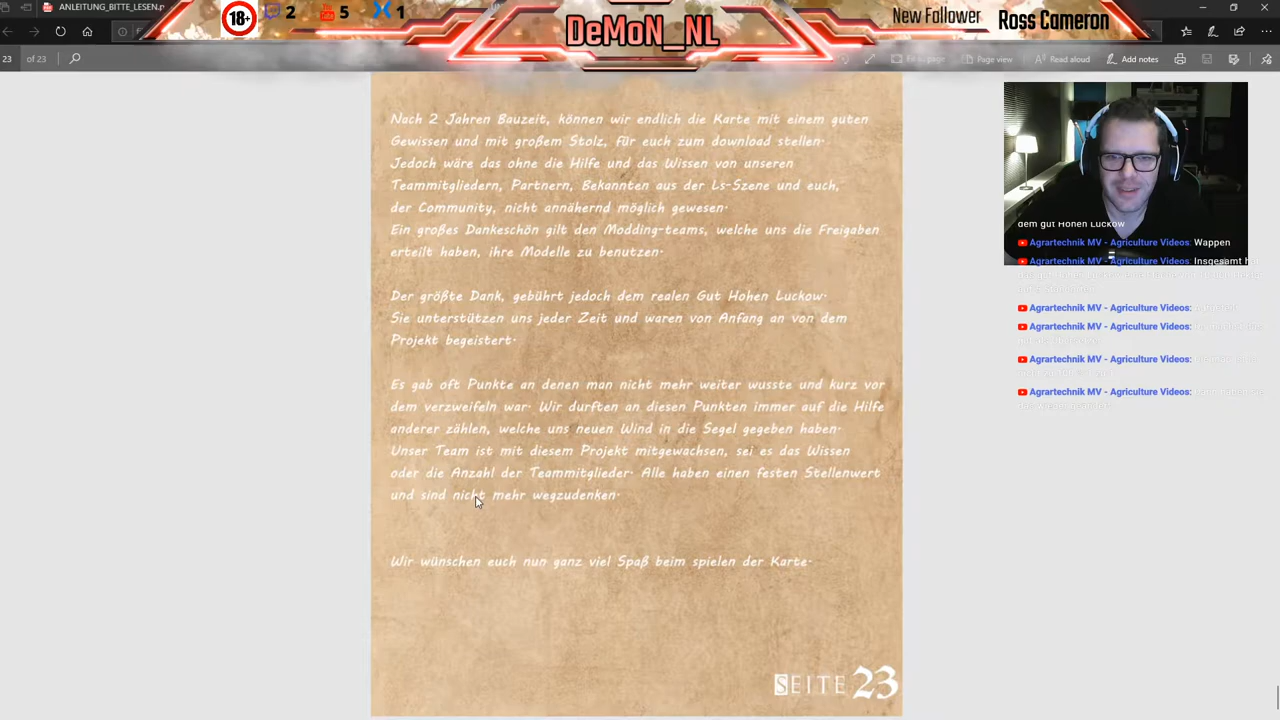 ANLEITUNG_BITTE_LESEN.p
18+
2
5
1
DeMoN_NL
New Follower
Ross Cameron
23 of 23
Fit to page
Page view
Read aloud
Add notes
Nach 2 Jahren Bauzeit, können wir endlich die Karte mit einem guten
Gewissen und mit großem Stolz, für euch zum download stellen.
Jedoch wäre das ohne die Hilfe und das Wissen von unseren
Teammitgliedern, Partnern, Bekannten aus der Ls-Szene und euch,
der Community, nicht annähernd möglich gewesen.
Ein großes Dankeschön gilt den Modding-teams, welche uns die Freigaben
erteilt haben, ihre Modelle zu benutzen.
Der größte Dank, gebührt jedoch dem realen Gut Hohen Luckow.
Sie unterstützen uns jeder Zeit und waren von Anfang an von dem
Projekt begeistert.
Es gab oft Punkte an denen man nicht mehr weiter wusste und kurz vor
dem verzweifeln war. Wir durften an diesen Punkten immer auf die Hilfe
anderer zählen, welche uns neuen Wind in die Segel gegeben haben.
Unser Team ist mit diesem Projekt mitgewachsen, sei es das Wissen
oder die Anzahl der Teammitglieder. Alle haben einen festen Stellenwert
und sind nicht mehr wegzudenken.
Wir wünschen euch nun ganz viel Spaß beim spielen der Karte.
SEITE 23
dem gut Hohen Luckow
Agrartechnik MV - Agriculture Videos: Wappen
Agrartechnik MV - Agriculture Videos: Insgesamt h
Agrartechnik MV - Agriculture Videos:
Agrartechnik MV - Agriculture Videos:
Agrartechnik MV - Agriculture Videos:
Agrartechnik MV - Agriculture Videos: